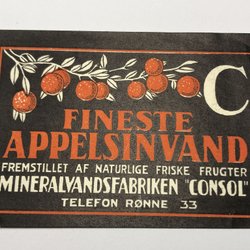 C
FINESTE
APPELSINVAND
FREMSTILLET AF NATURLIGE FRISKE FRUGTER
MINERALVANDSFABRIKEN "CONSOL"
TELEFON RØNNE 33